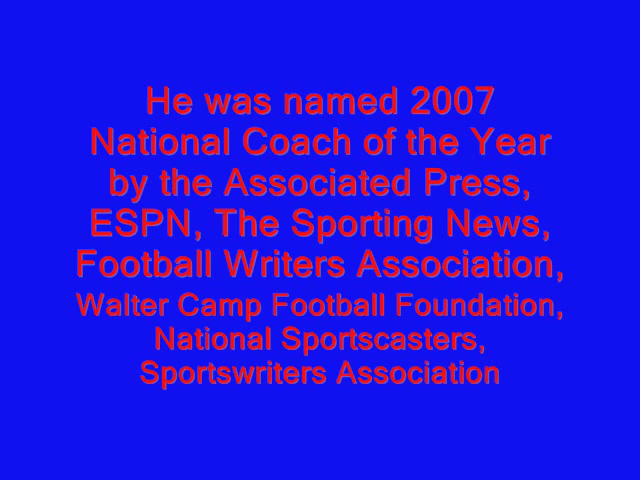 He was named 2007
National Coach of the Year
by the Associated Press,
ESPN, The Sporting News,
Football Writers Association,
Walter Camp Football Foundation,
National Sportscasters,
Sportswriters Association